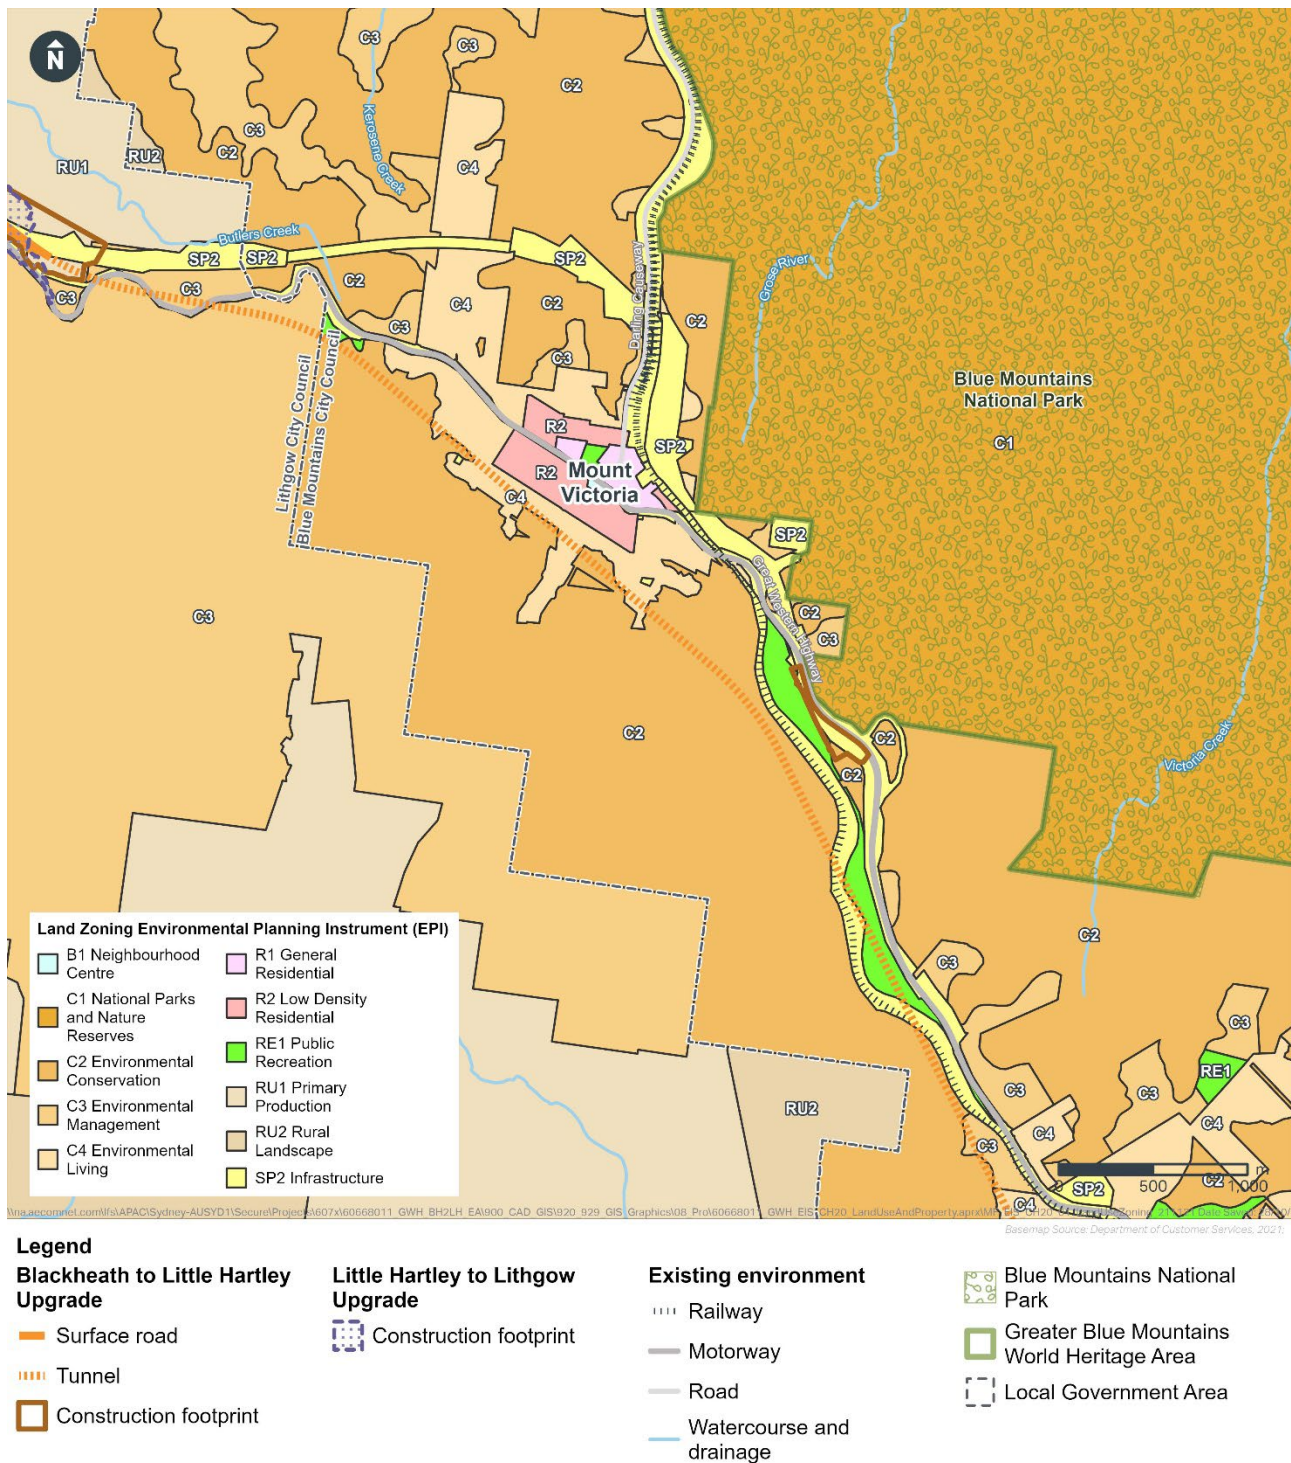 N
C3
C3
C2
Kerosene Creek
C3
C2
C4
RU2
RU1
Butlers Creek
SP2
SP2
SP2
C2
C3
C3
C4
C2
C3
C3
Darling Causeway
C2
Grose River
Blue Mountains
National Park
C1
Lithgow City Council
Blue Mountains City Council
R2
R2
Mount
Victoria
SP2
C4
SP2
Great Western Highway
C2
C3
C3
C2
C2
C2
Victoria Creek
C2
C3
C3
RE1
C3
C3
C4
C4
C3
RU2
C2
SP2
C4
0 500 1,000 m
Land Zoning Environmental Planning Instrument (EPI)
B1 Neighbourhood
Centre
C1 National Parks
and Nature
Reserves
C2 Environmental
Conservation
C3 Environmental
Management
C4 Environmental
Living
R1 General
Residential
R2 Low Density
Residential
RE1 Public
Recreation
RU1 Primary
Production
RU2 Rural
Landscape
SP2 Infrastructure
Basemap Source: Department of Customer Services, 2021;
Legend
Blackheath to Little Hartley
Upgrade
Surface road
Tunnel
Construction footprint
Little Hartley to Lithgow
Upgrade
Construction footprint
Existing environment
Railway
Motorway
Road
Watercourse and
drainage
Blue Mountains National
Park
Greater Blue Mountains
World Heritage Area
Local Government Area